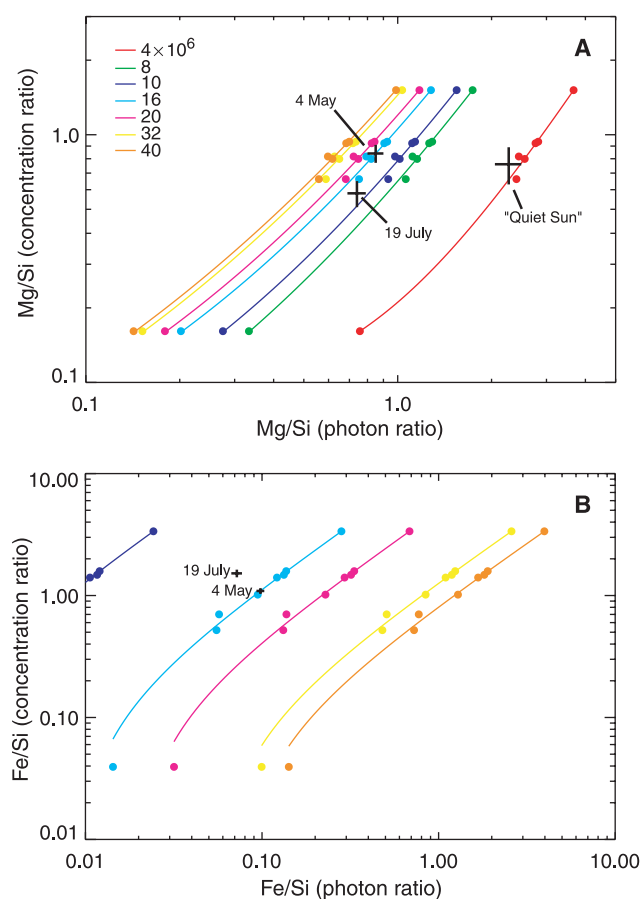 A
4×10⁶
8
10
16
20
32
40
4 May
19 July
"Quiet Sun"
1.0
0.1
Mg/Si (concentration ratio)
0.1 1.0
Mg/Si (photon ratio)
B
10.00
1.00
0.10
0.01
Fe/Si (concentration ratio)
19 July
4 May
0.01 0.10 1.00 10.00
Fe/Si (photon ratio)